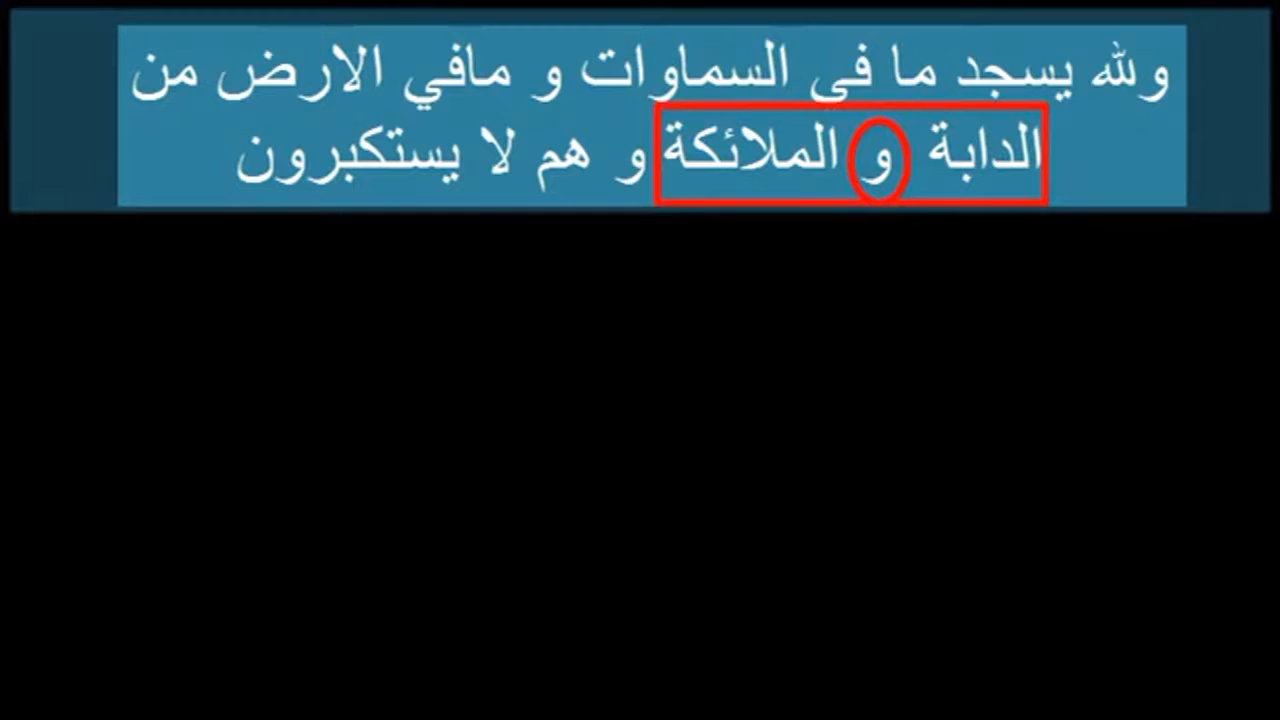 ولله يسجد ما فى السماوات و مافي الارض من
الدابة و الملائكة و هم لا يستكبرون